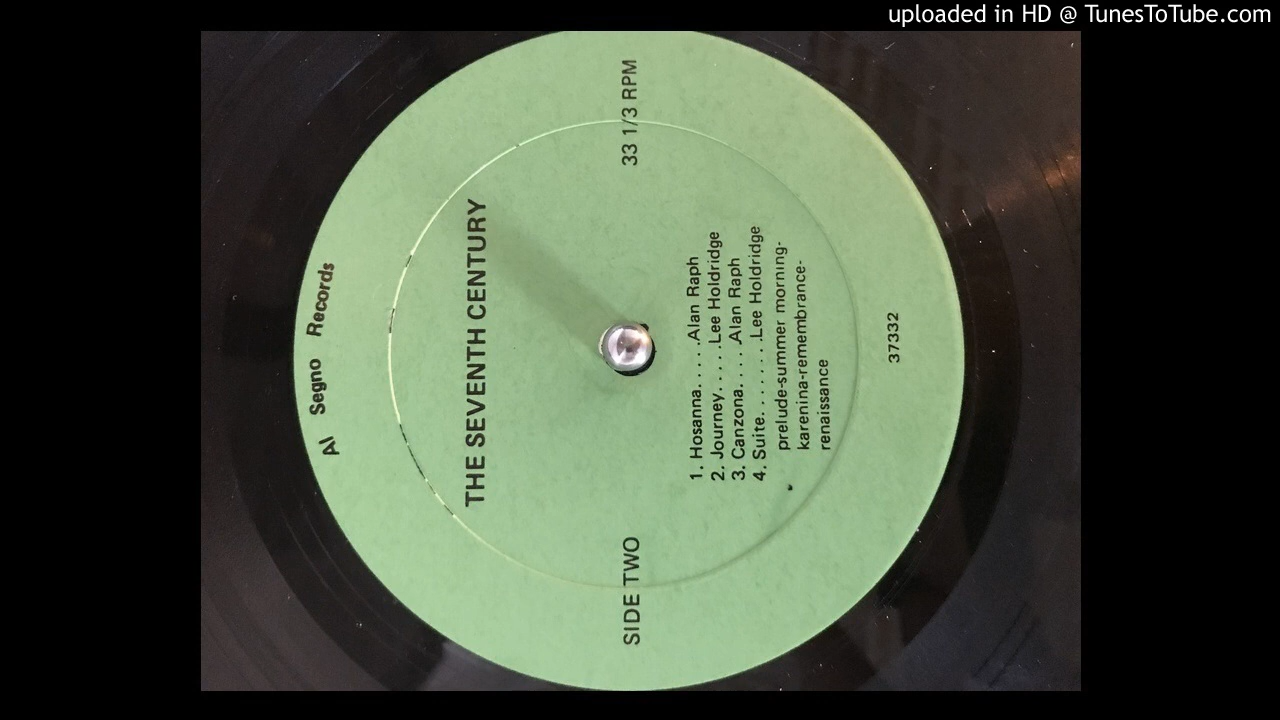 uploaded in HD @ TunesToTube.com
Al Segno Records
THE SEVENTH CENTURY
SIDE TWO
33 1/3 RPM
1. Hosanna.....Alan Raph
2. Journey.....Lee Holdridge
3. Canzona.....Alan Raph
4. Suite........Lee Holdridge
prelude-summer morning-
karenina-remembrance-
renaissance
37332